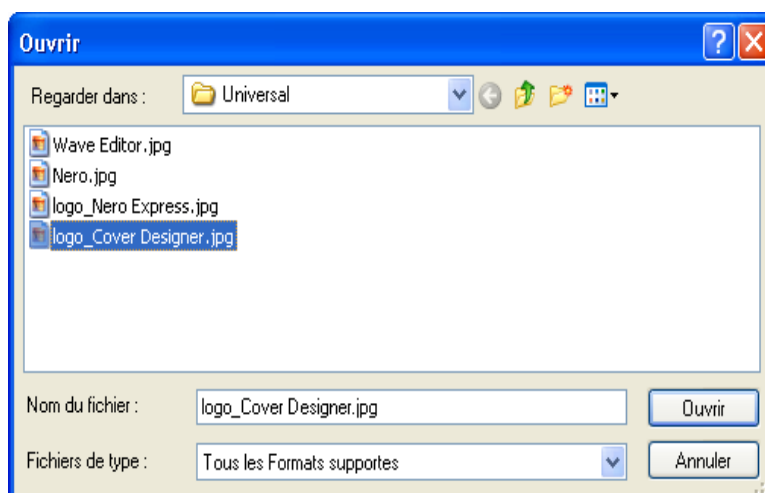 Ouvrir
Regarder dans : Universal
Wave Editor.jpg
Nero.jpg
logo_Nero Express.jpg
logo_Cover Designer.jpg
Nom du fichier : logo_Cover Designer.jpg Ouvrir
Fichiers de type : Tous les Formats supportes Annuler